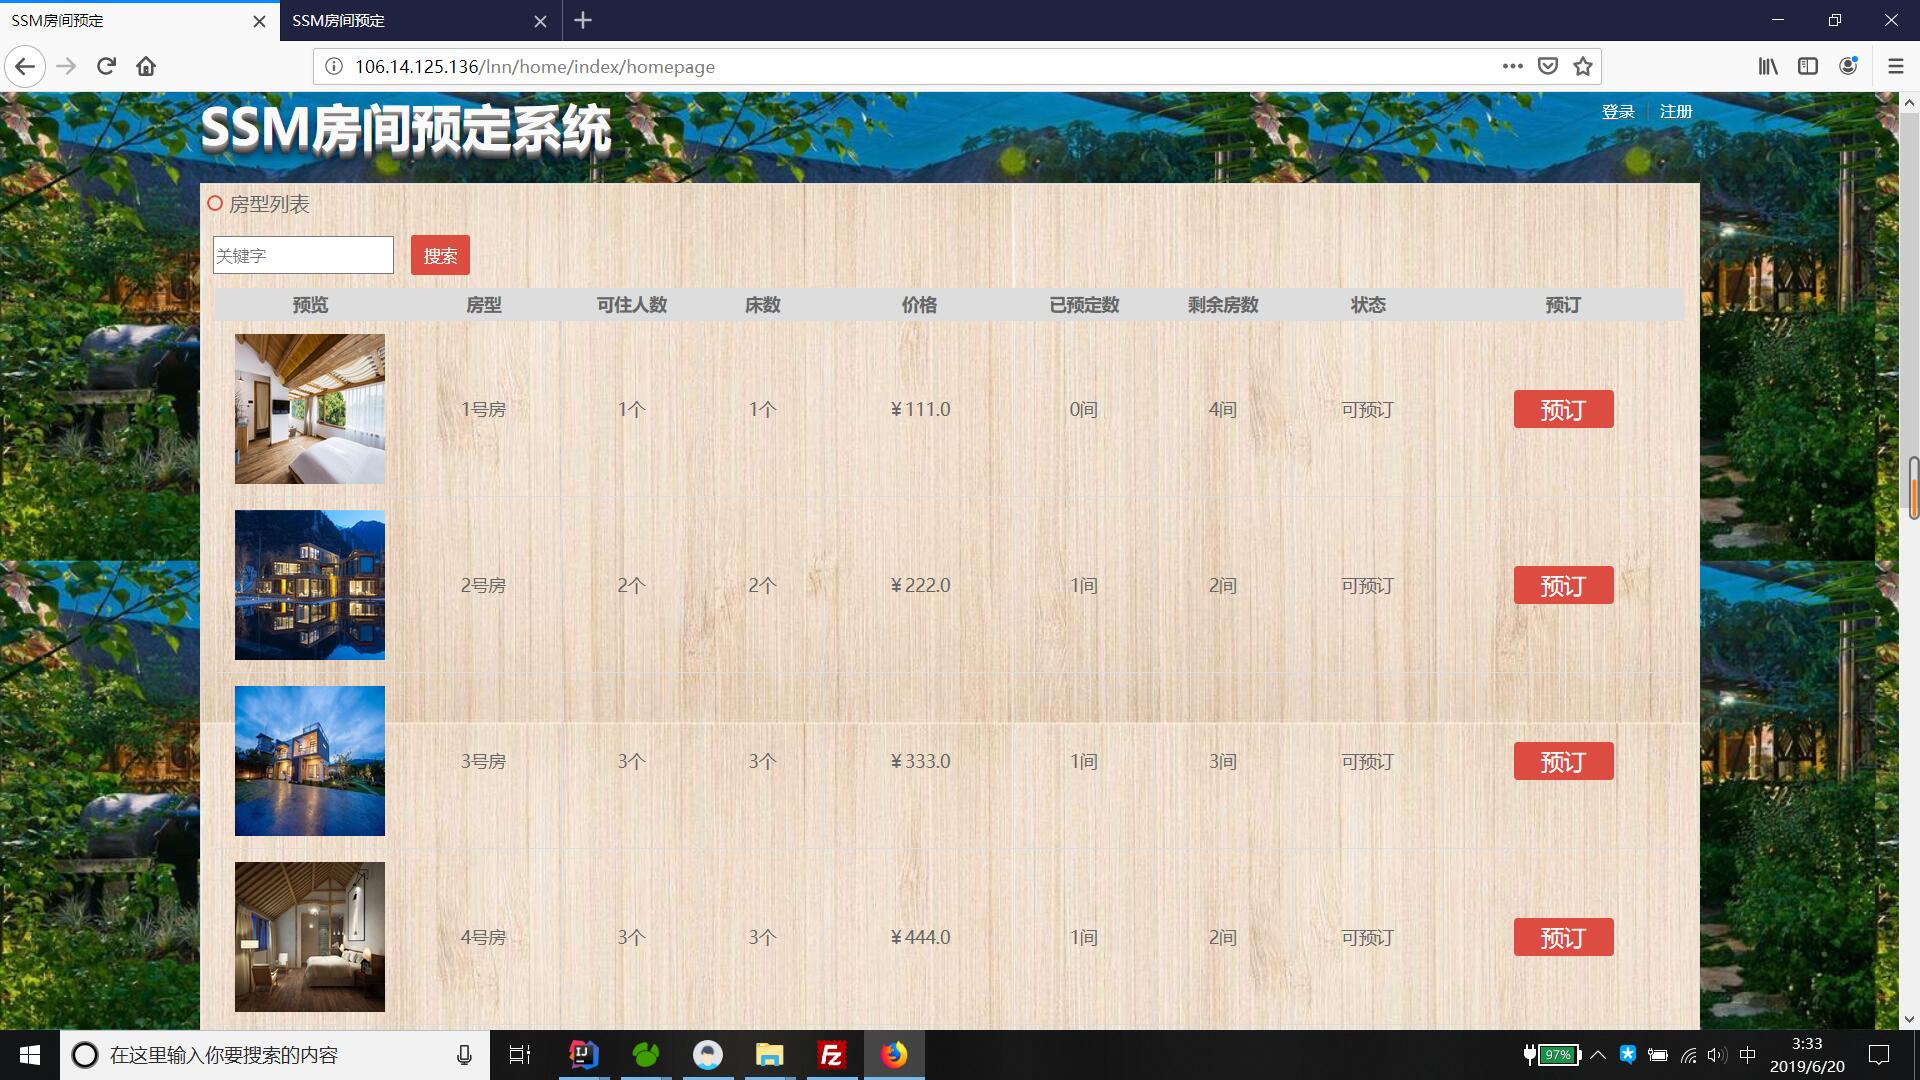 SSM房间预定
SSM房间预定
106.14.125.136/lnn/home/index/homepage
SSM房间预定系统
登录 | 注册
房型列表
关键字 搜索
预览 房型 可住人数 床数 价格 已预定数 剩余房数 状态 预订
1号房 1个 1个 ¥111.0 0间 4间 可预订 预订
2号房 2个 2个 ¥222.0 1间 2间 可预订 预订
3号房 3个 3个 ¥333.0 1间 3间 可预订 预订
4号房 3个 3个 ¥444.0 1间 2间 可预订 预订
在这里输入你要搜索的内容
IJ
Fz
97%
中
3:33
2019/6/20